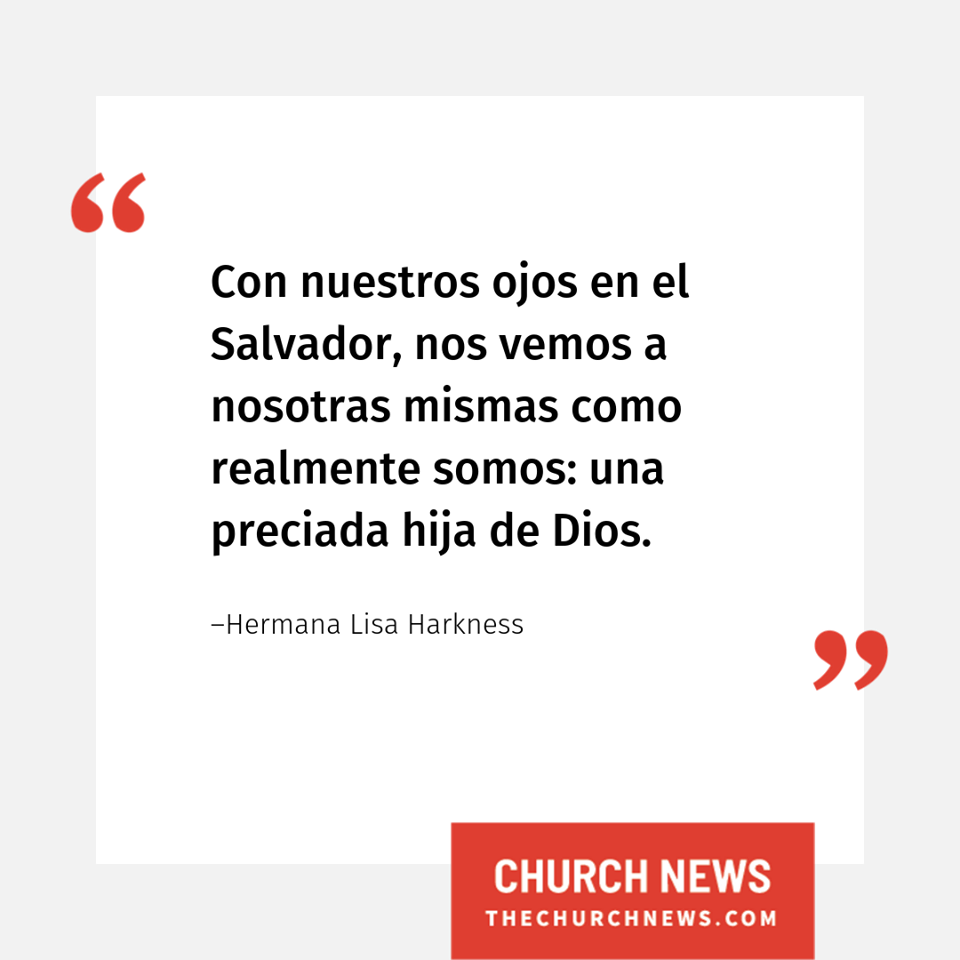 “
Con nuestros ojos en el
Salvador, nos vemos a
nosotras mismas como
realmente somos: una
preciada hija de Dios.
–Hermana Lisa Harkness
”
CHURCH NEWS
THECHURCHNEWS.COM